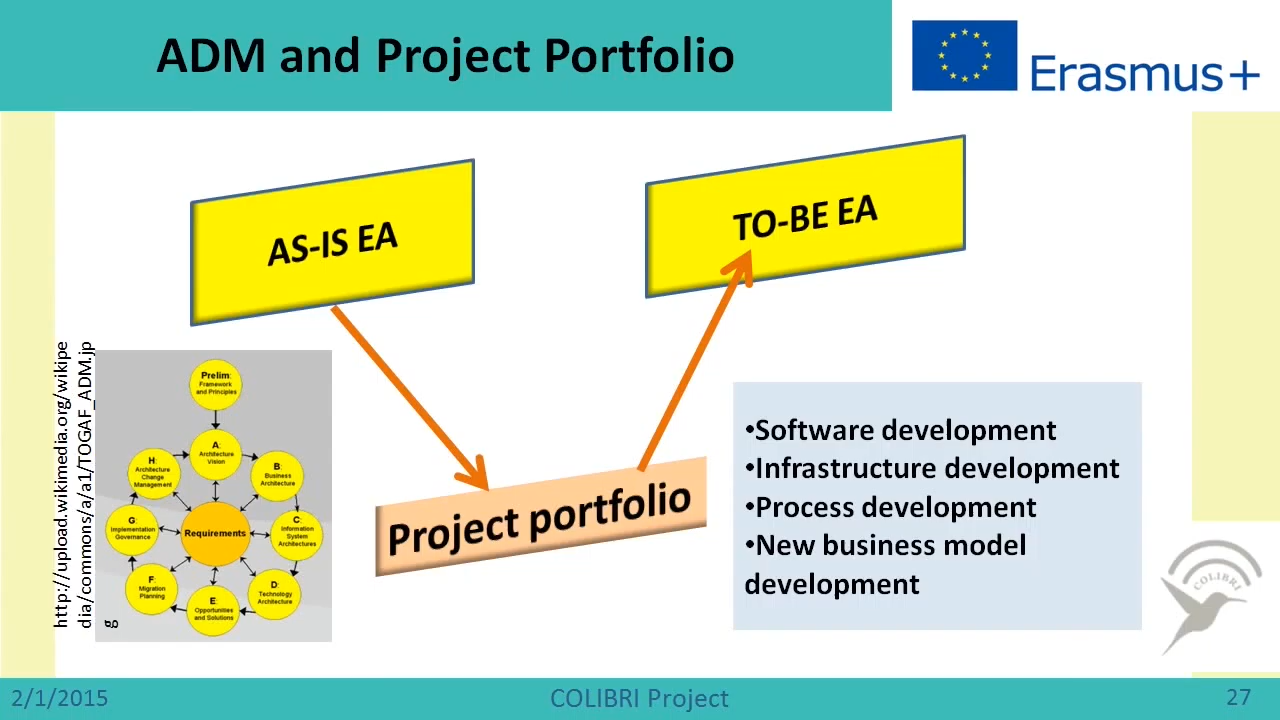 ADM and Project Portfolio
Erasmus+
AS-IS EA
TO-BE EA
http://upload.wikimedia.org/wikipe
dia/commons/a/a1/TOGAF_ADM.jp
g
Prelim:
Framework
and Principles
A:
Architecture
Vision
B:
Business
Architecture
C:
Information
System
Architectures
D:
Technology
Architecture
E:
Opportunities
and Solutions
F:
Migration
Planning
G:
Implementation
Governance
H:
Architecture
Change
Management
Requirements
Project portfolio
•Software development
•Infrastructure development
•Process development
•New business model
development
COLIBRI
2/1/2015
COLIBRI Project
27